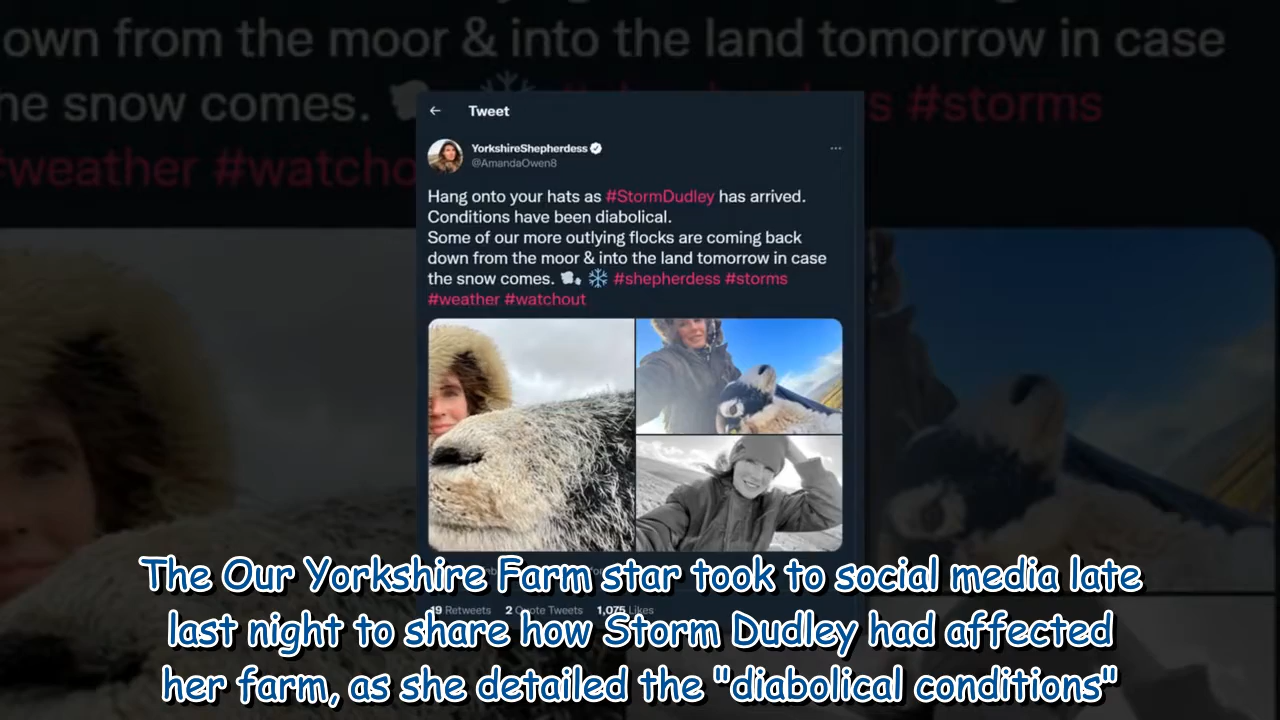 own from the moor & into the land tomorrow in case
he snow comes.
s #storms
#weather #watcho
Tweet
YorkshireShepherdess
@AmandaOwen8
Hang onto your hats as #StormDudley has arrived.
Conditions have been diabolical.
Some of our more outlying flocks are coming back
down from the moor & into the land tomorrow in case
the snow comes. #shepherdess #storms
#weather #watchout
The Our Yorkshire Farm star took to social media late
19 Retweets 2 Quote Tweets 1,075 Likes
last night to share how Storm Dudley had affected
her farm, as she detailed the "diabolical conditions"